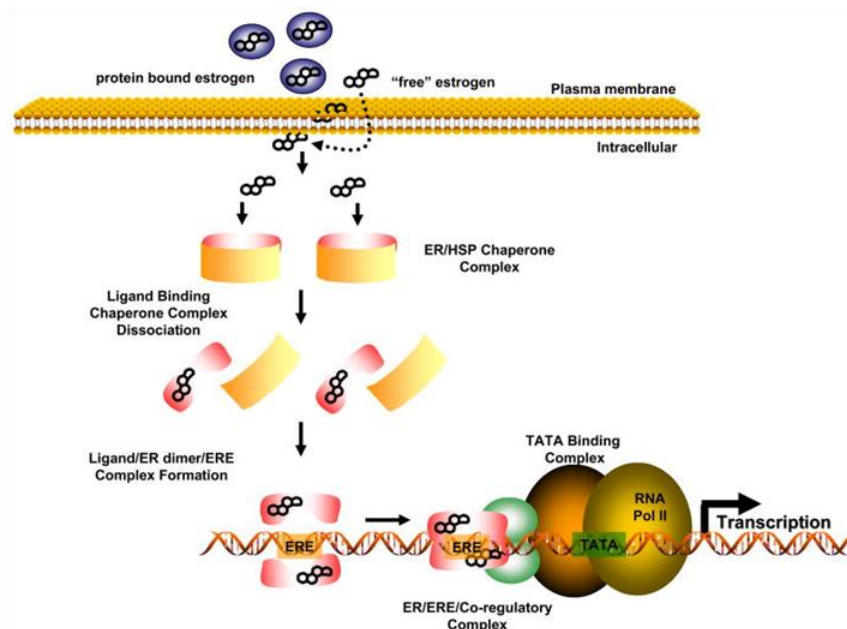 protein bound estrogen
“free” estrogen
Plasma membrane
Intracellular
ER/HSP Chaperone
Complex
Ligand Binding
Chaperone Complex
Dissociation
Ligand/ER dimer/ERE
Complex Formation
TATA Binding
Complex
RNA
Pol II
Transcription
ERE
ERE
TATA
ER/ERE/Co-regulatory
Complex